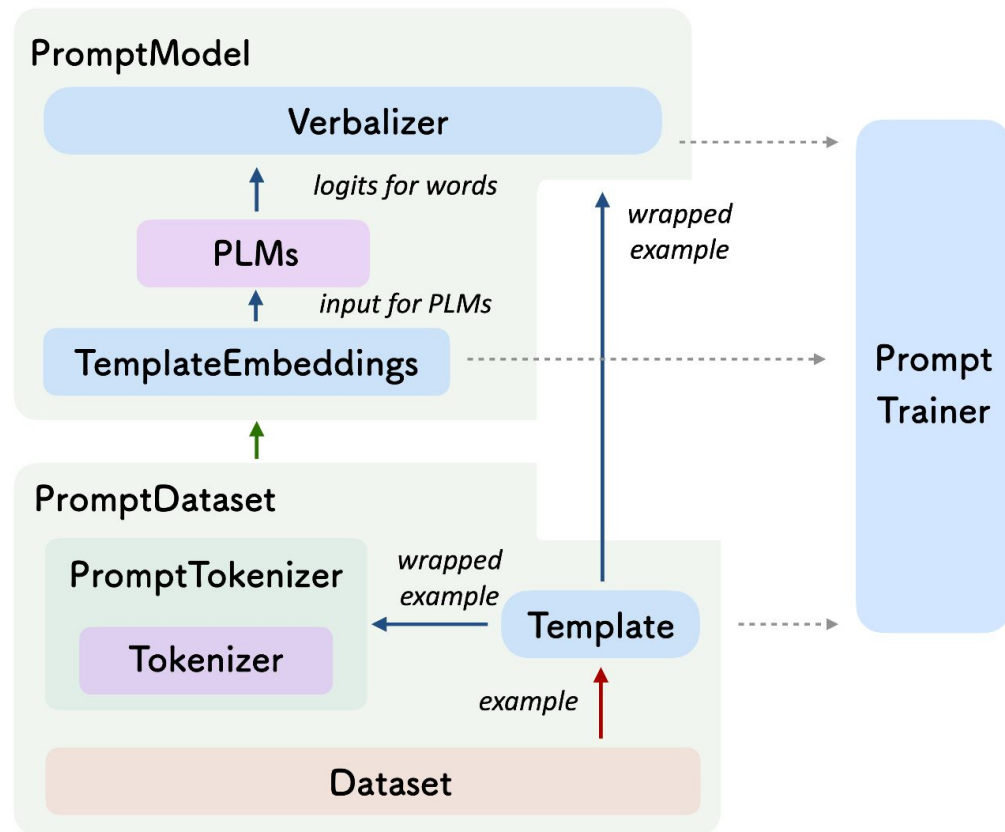 PromptModel
Verbalizer
logits for words
wrapped
example
PLMs
input for PLMs
TemplateEmbeddings
Prompt
Trainer
PromptDataset
PromptTokenizer
wrapped
example
Template
Tokenizer
example
Dataset